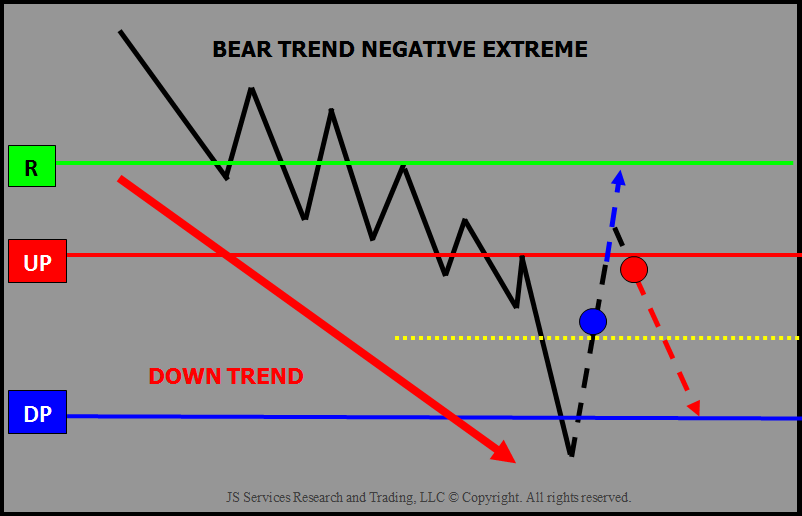 BEAR TREND NEGATIVE EXTREME
R
UP
DOWN TREND
DP
JS Services Research and Trading, LLC © Copyright. All rights reserved.